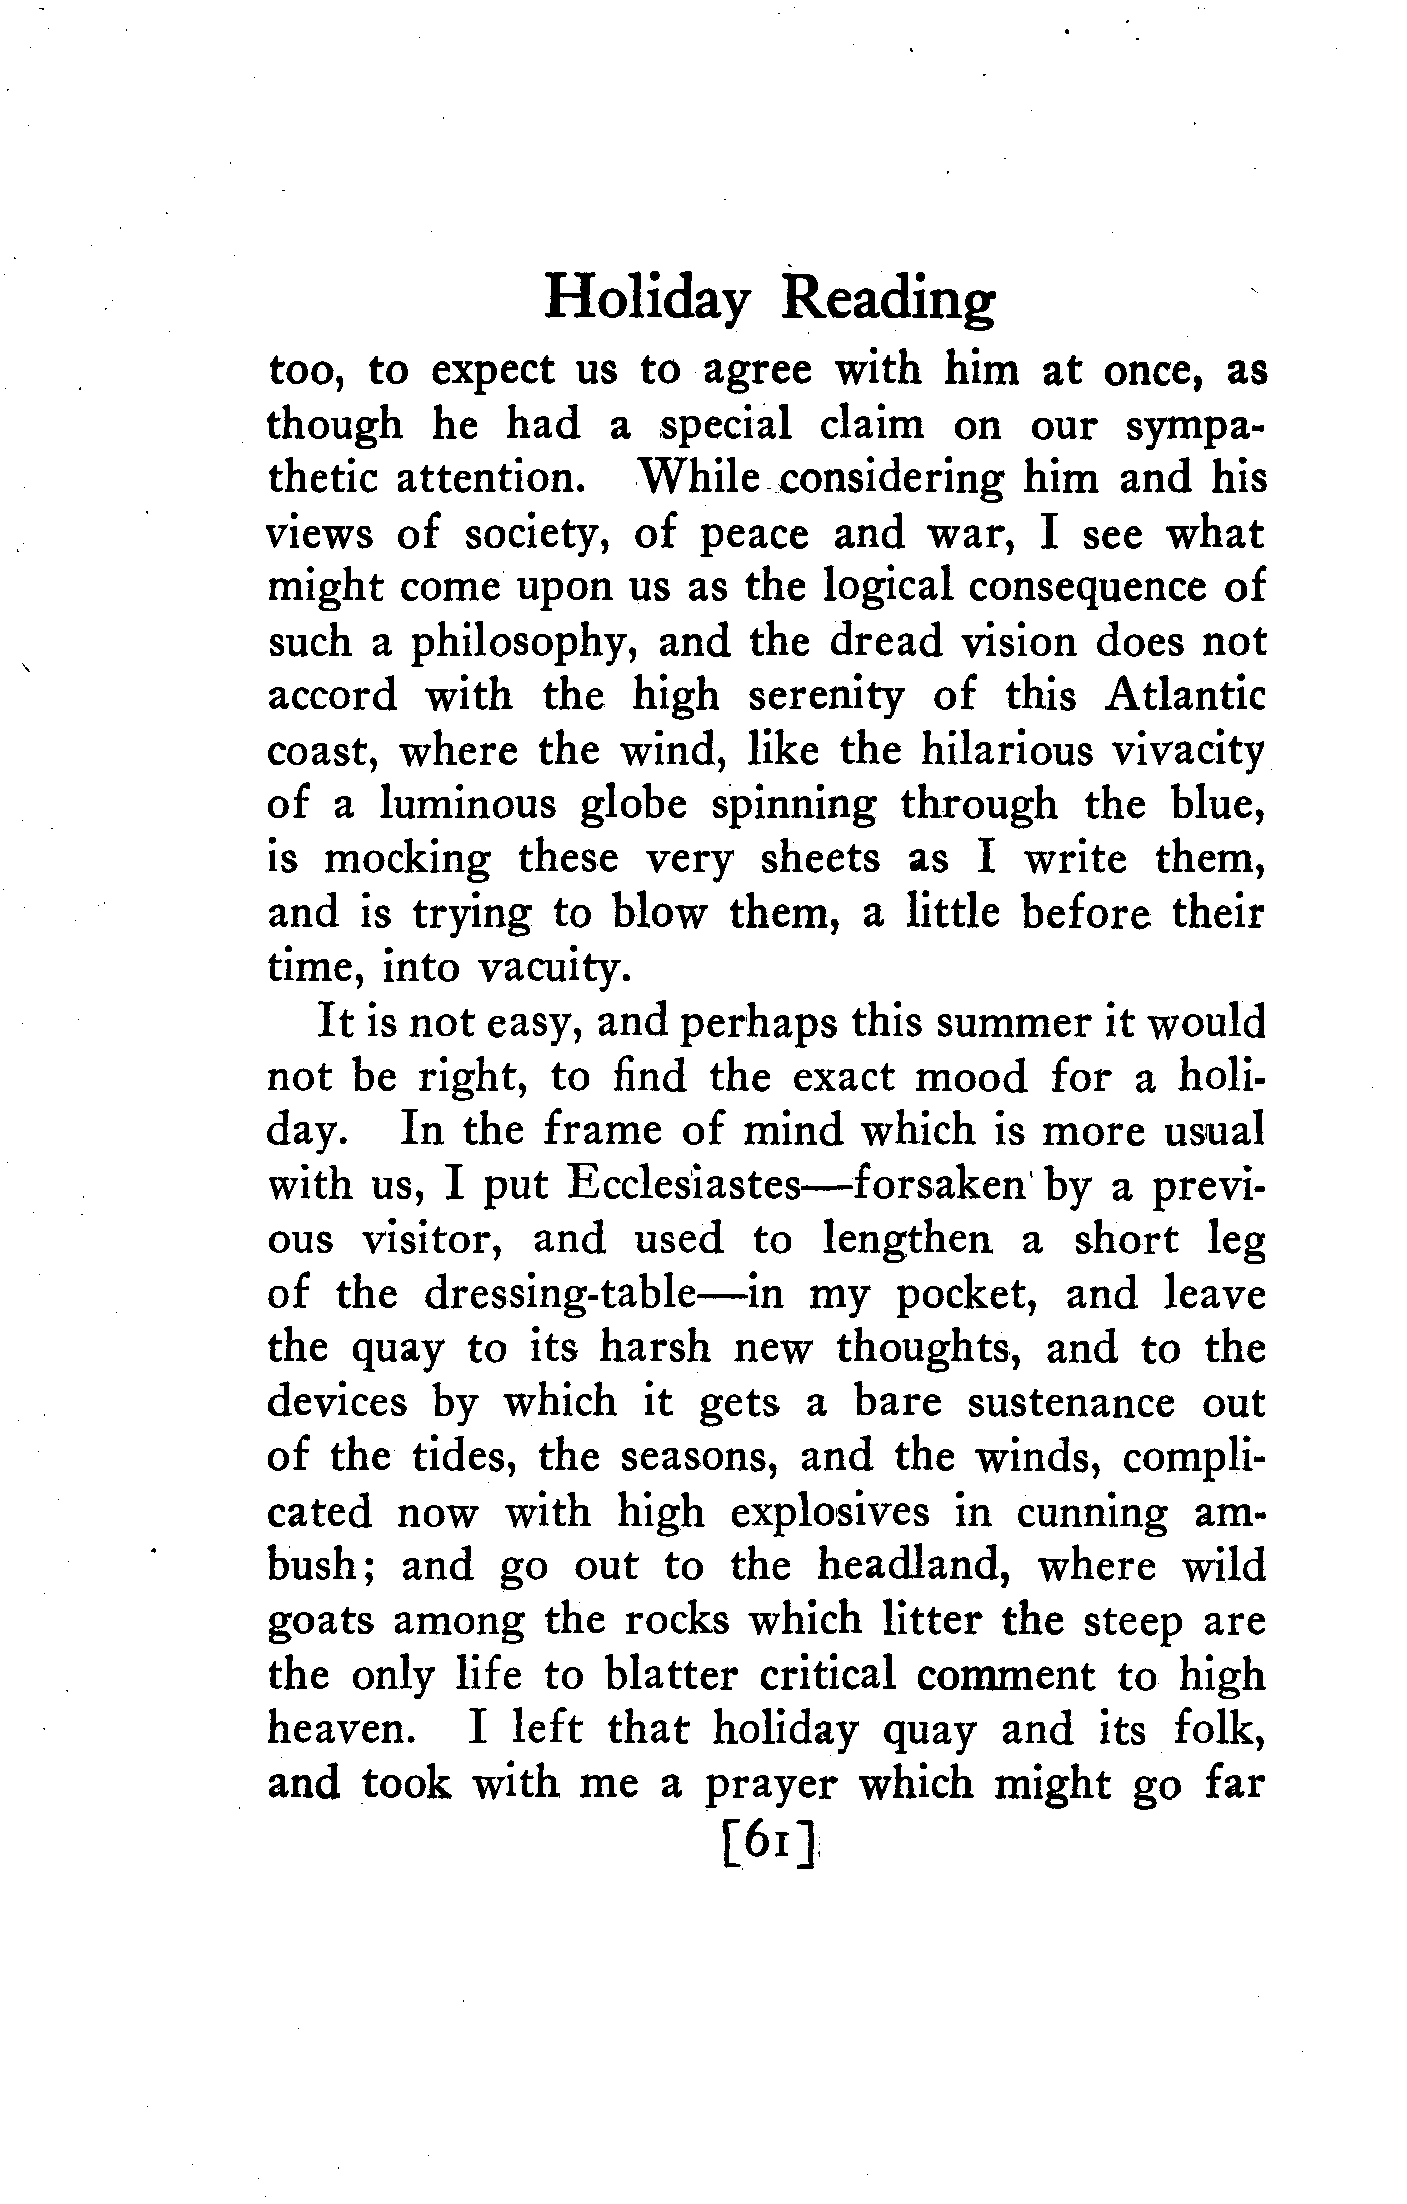 Holiday Reading
too, to expect us to agree with him at once, as
though he had a special claim on our sympa-
thetic attention. While considering him and his
views of society, of peace and war, I see what
might come upon us as the logical consequence of
such a philosophy, and the dread vision does not
accord with the high serenity of this Atlantic
coast, where the wind, like the hilarious vivacity
of a luminous globe spinning through the blue,
is mocking these very sheets as I write them,
and is trying to blow them, a little before their
time, into vacuity.
It is not easy, and perhaps this summer it would
not be right, to find the exact mood for a holi-
day. In the frame of mind which is more usual
with us, I put Ecclesiastes—forsaken by a previ-
ous visitor, and used to lengthen a short leg
of the dressing-table—in my pocket, and leave
the quay to its harsh new thoughts, and to the
devices by which it gets a bare sustenance out
of the tides, the seasons, and the winds, compli-
cated now with high explosives in cunning am-
bush; and go out to the headland, where wild
goats among the rocks which litter the steep are
the only life to blatter critical comment to high
heaven. I left that holiday quay and its folk,
and took with me a prayer which might go far
[61]